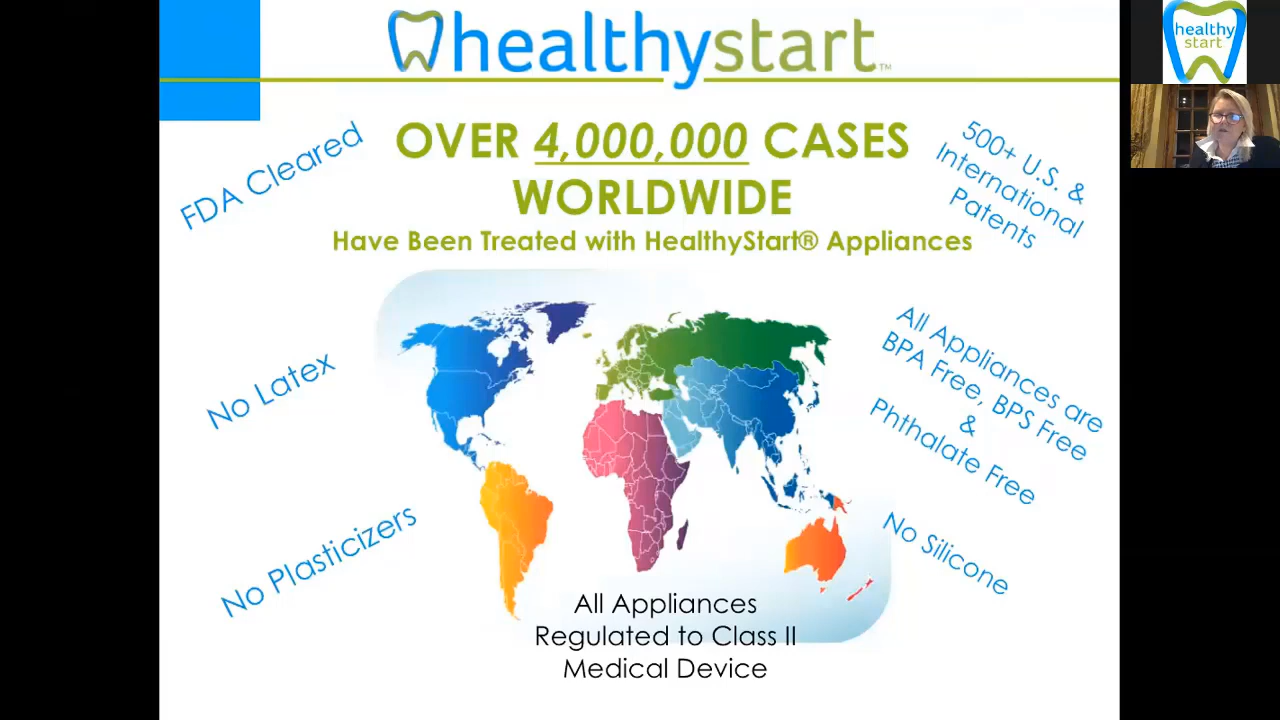 healthystart™
OVER 4,000,000 CASES
WORLDWIDE
Have Been Treated with HealthyStart® Appliances
FDA Cleared
500+ U.S. &
International
Patents
No Latex
All Appliances are
BPA Free, BPS Free
&
Phthalate Free
No Plasticizers
No Silicone
All Appliances
Regulated to Class II
Medical Device
healthy
start